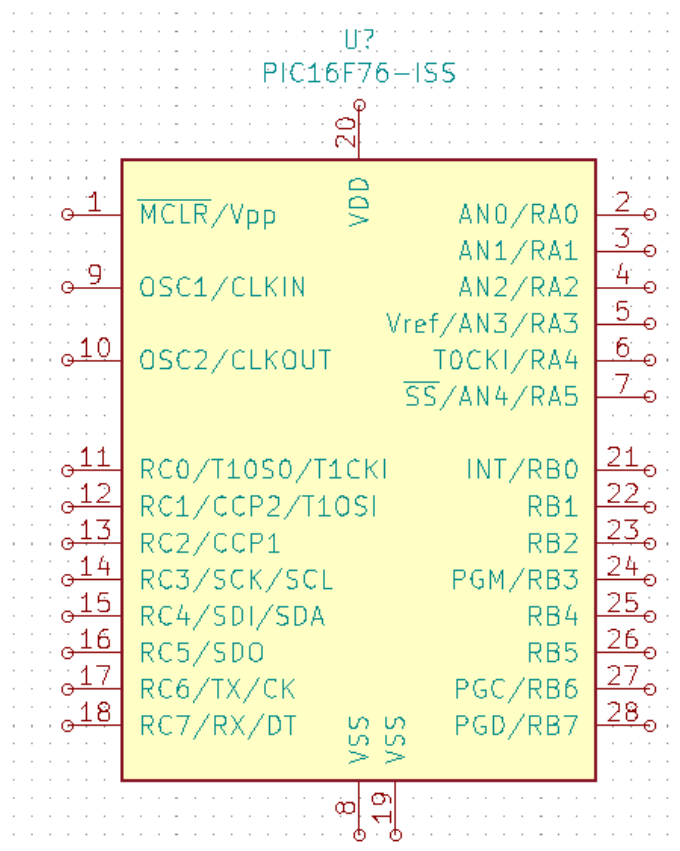 U?
PIC16F76-ISS
20
VDD
1 MCLR/Vpp AN0/RA0 2
AN1/RA1 3
9 OSC1/CLKIN AN2/RA2 4
Vref/AN3/RA3 5
10 OSC2/CLKOUT T0CKI/RA4 6
SS/AN4/RA5 7
11 RC0/T1OSO/T1CKI INT/RB0 21
12 RC1/CCP2/T1OSI RB1 22
13 RC2/CCP1 RB2 23
14 RC3/SCK/SCL PGM/RB3 24
15 RC4/SDI/SDA RB4 25
16 RC5/SDO RB5 26
17 RC6/TX/CK PGC/RB6 27
18 RC7/RX/DT PGD/RB7 28
VSS VSS
8 19